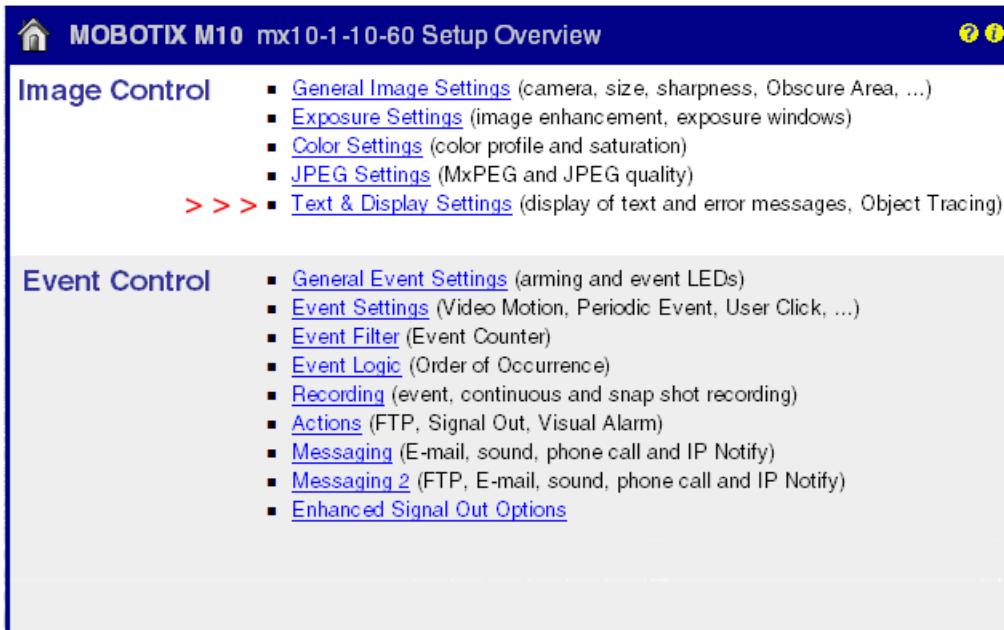 MOBOTIX M10 mx10-1-10-60 Setup Overview ? i
Image Control
▪ General Image Settings (camera, size, sharpness, Obscure Area, ...)
▪ Exposure Settings (image enhancement, exposure windows)
▪ Color Settings (color profile and saturation)
▪ JPEG Settings (MxPEG and JPEG quality)
> > > ▪ Text & Display Settings (display of text and error messages, Object Tracing)
Event Control
▪ General Event Settings (arming and event LEDs)
▪ Event Settings (Video Motion, Periodic Event, User Click, ...)
▪ Event Filter (Event Counter)
▪ Event Logic (Order of Occurrence)
▪ Recording (event, continuous and snap shot recording)
▪ Actions (FTP, Signal Out, Visual Alarm)
▪ Messaging (E-mail, sound, phone call and IP Notify)
▪ Messaging 2 (FTP, E-mail, sound, phone call and IP Notify)
▪ Enhanced Signal Out Options